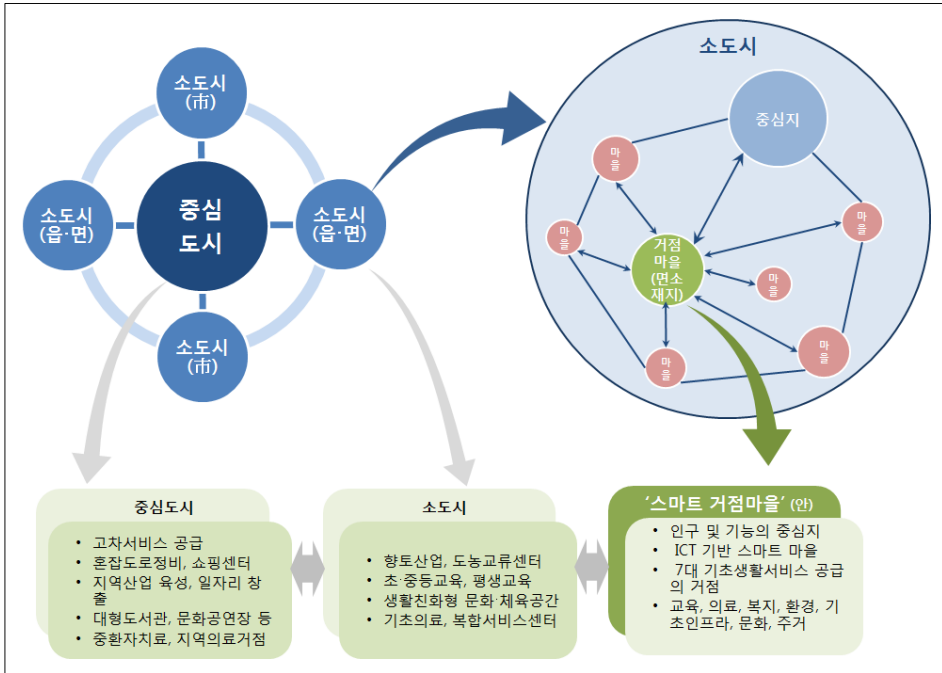 소도시
(市)
소도시
(읍·면)
중심
도시
소도시
(읍·면)
소도시
(市)
소도시
중심지
마
을
마
을
마
을
거점
마을
(면소
재지)
마
을
마
을
마
을
중심도시
• 고차서비스 공급
• 혼잡도로정비, 쇼핑센터
• 지역산업 육성, 일자리 창
출
• 대형도서관, 문화공연장 등
• 중환자치료, 지역의료거점
소도시
• 향토산업, 도농교류센터
• 초·중등교육, 평생교육
• 생활친화형 문화·체육공간
• 기초의료, 복합서비스센터
‘스마트 거점마을’ (안)
• 인구 및 기능의 중심지
• ICT 기반 스마트 마을
• 7대 기초생활서비스 공급
의 거점
• 교육, 의료, 복지, 환경, 기
초인프라, 문화, 주거